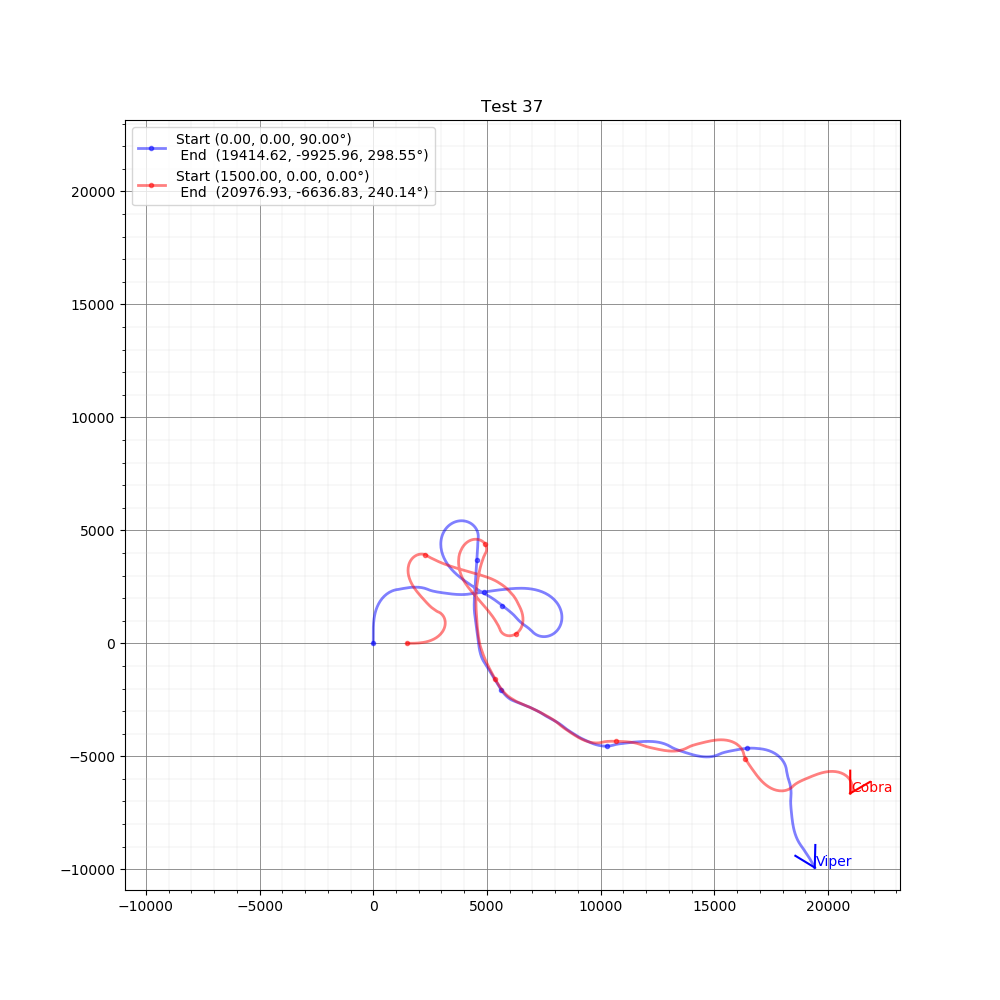 Test 37
Start (0.00, 0.00, 90.00°)
End (19414.62, -9925.96, 298.55°)
Start (1500.00, 0.00, 0.00°)
End (20976.93, -6636.83, 240.14°)
20000
15000
10000
5000
0
−5000
−10000
Cobra
Viper
−10000 −5000 0 5000 10000 15000 20000